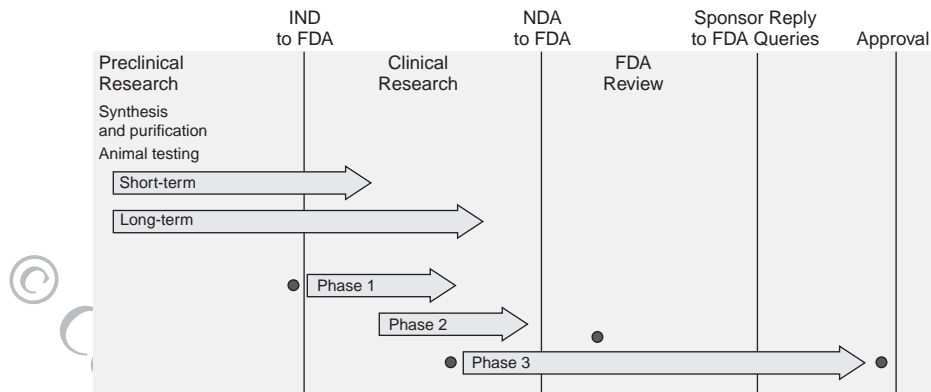 IND
to FDA
NDA
to FDA
Sponsor Reply
to FDA Queries
Approval
Preclinical
Research
Clinical
Research
FDA
Review
Synthesis
and purification
Animal testing
Short-term
Long-term
Phase 1
Phase 2
Phase 3
©